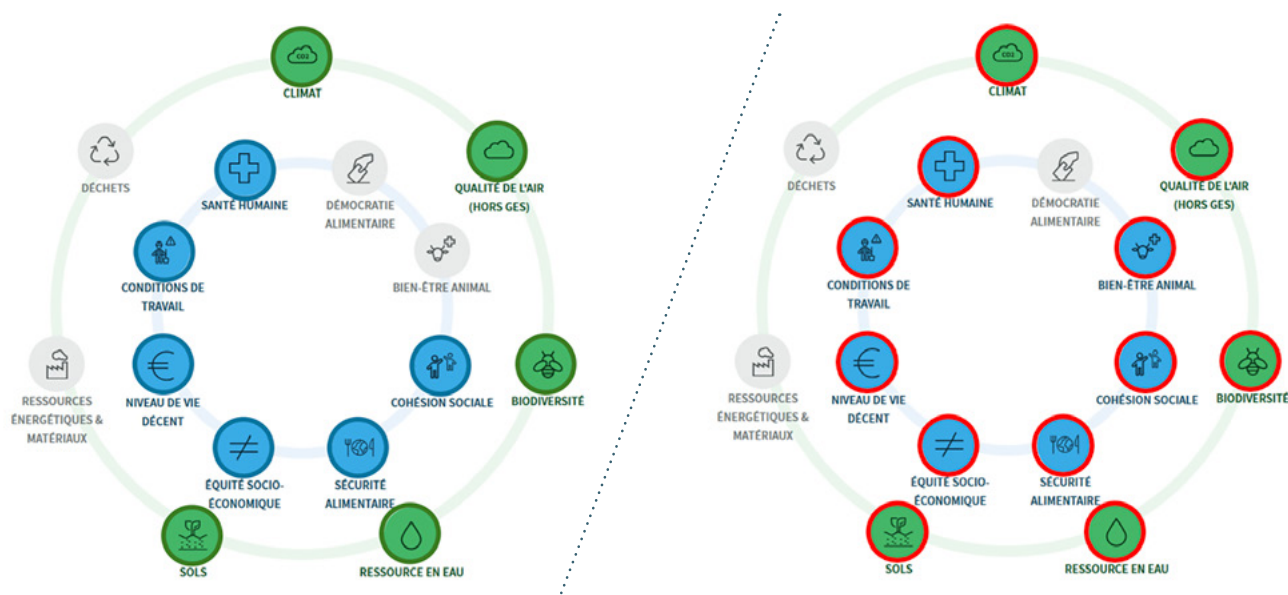 CO2
CLIMAT
DÉCHETS
QUALITÉ DE L'AIR
(HORS GES)
SANTÉ HUMAINE
DÉMOCRATIE
ALIMENTAIRE
BIEN-ÊTRE ANIMAL
CONDITIONS DE
TRAVAIL
RESSOURCES
ÉNERGÉTIQUES &
MATÉRIAUX
NIVEAU DE VIE
DÉCENT
COHÉSION SOCIALE
BIODIVERSITÉ
ÉQUITÉ SOCIO-
ÉCONOMIQUE
SÉCURITÉ
ALIMENTAIRE
SOLS
RESSOURCE EN EAU
CO2
CLIMAT
DÉCHETS
QUALITÉ DE L'AIR
(HORS GES)
SANTÉ HUMAINE
DÉMOCRATIE
ALIMENTAIRE
BIEN-ÊTRE ANIMAL
CONDITIONS DE
TRAVAIL
RESSOURCES
ÉNERGÉTIQUES &
MATÉRIAUX
NIVEAU DE VIE
DÉCENT
COHÉSION SOCIALE
BIODIVERSITÉ
ÉQUITÉ SOCIO-
ÉCONOMIQUE
SÉCURITÉ
ALIMENTAIRE
SOLS
RESSOURCE EN EAU